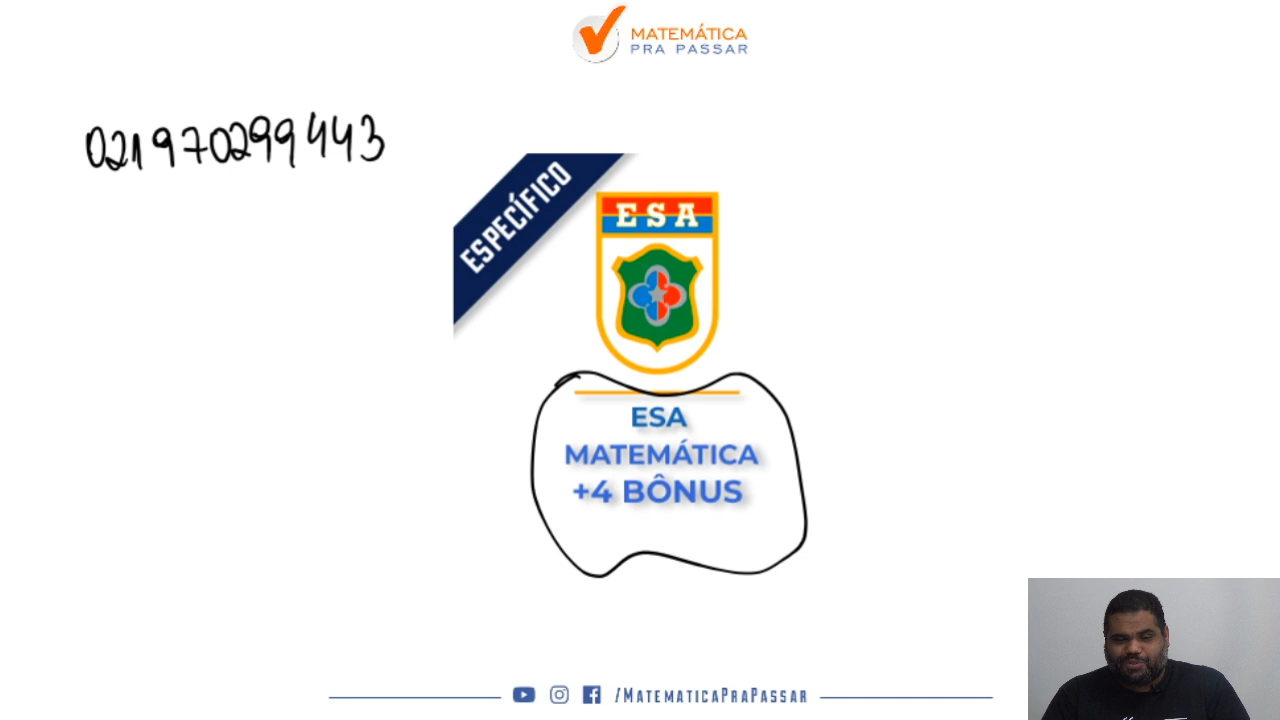 MATEMÁTICA
PRA PASSAR
021970299443
ESPECÍFICO
ESA
ESA
MATEMÁTICA
+4 BÔNUS
/MATEMATICAPRAPASSAR